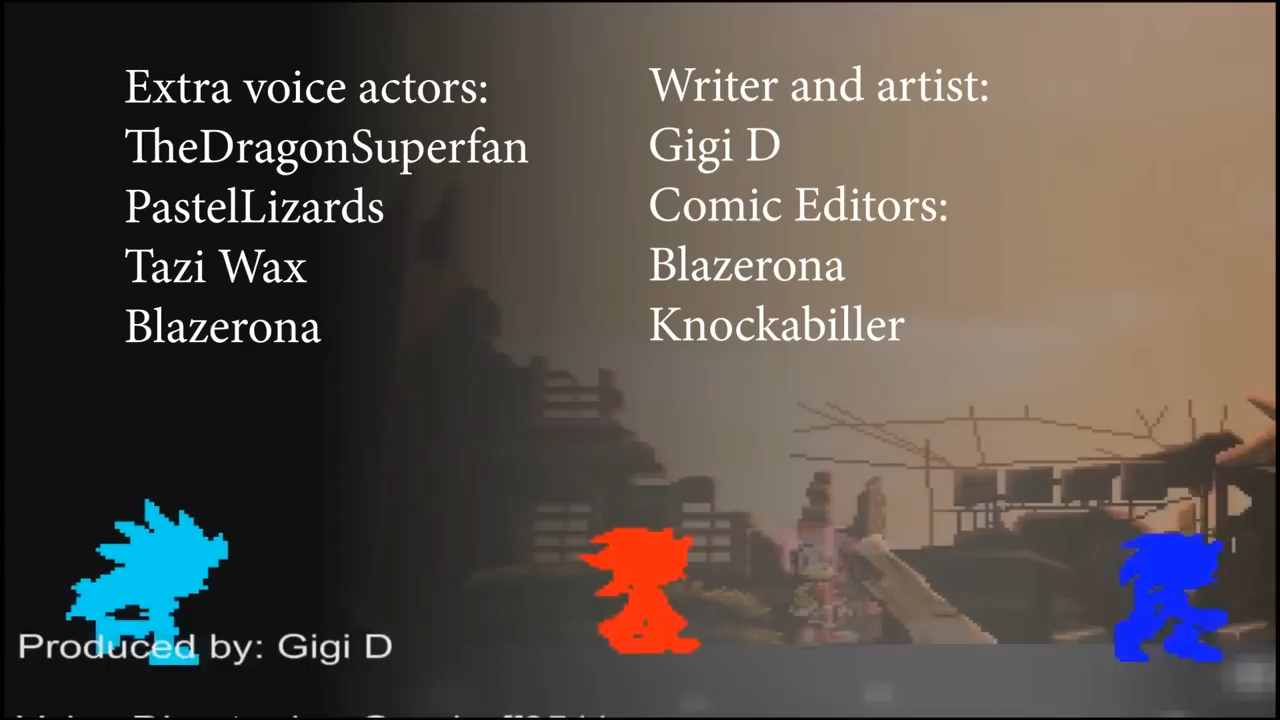 Extra voice actors:
TheDragonSuperfan
PastelLizards
Tazi Wax
Blazerona
Writer and artist:
Gigi D
Comic Editors:
Blazerona
Knockabiller
Produced by: Gigi D